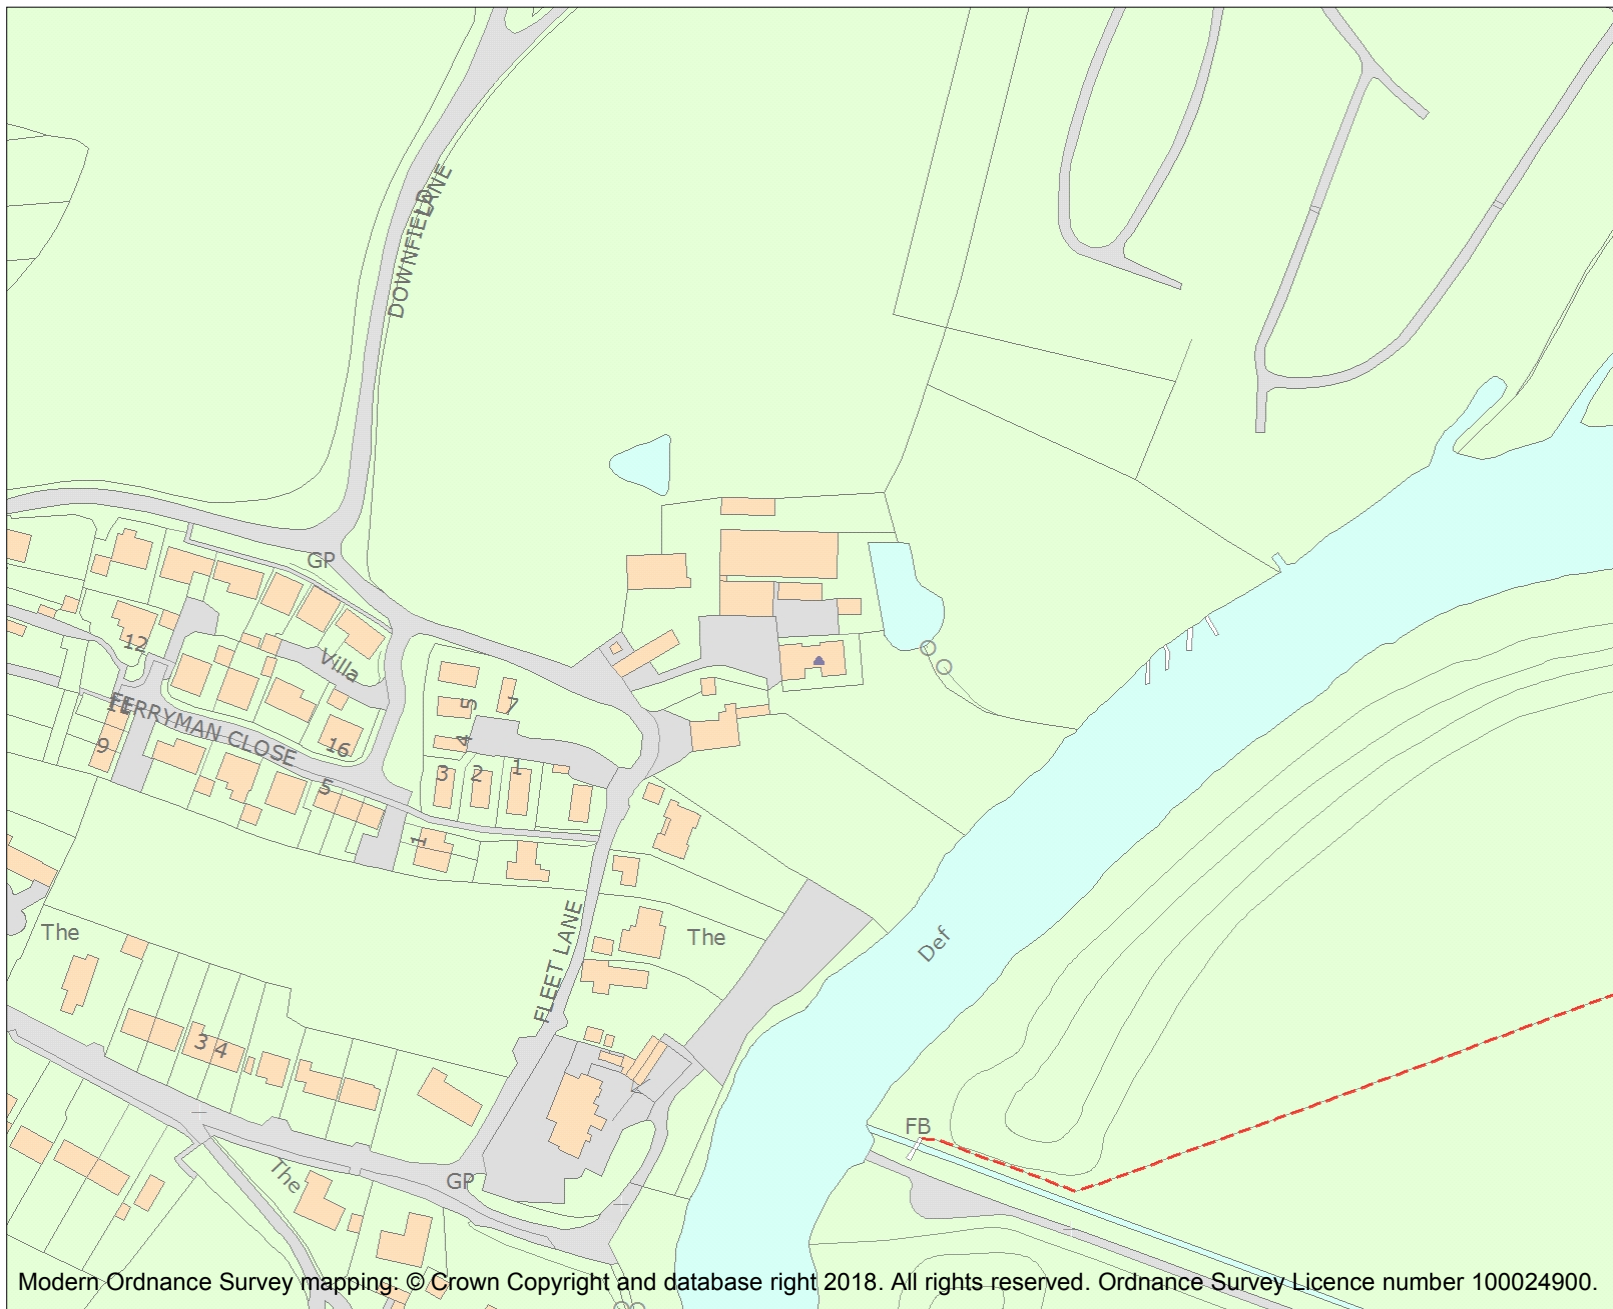 DOWNFIELD LANE
GP
12
Villa
11
FERRYMAN CLOSE
9
16
5
5
7
4
3
2
1
1
The
The
FLEET LANE
Def
3 4
FB
The
GP
Modern Ordnance Survey mapping: © Crown Copyright and database right 2018. All rights reserved. Ordnance Survey Licence number 100024900.